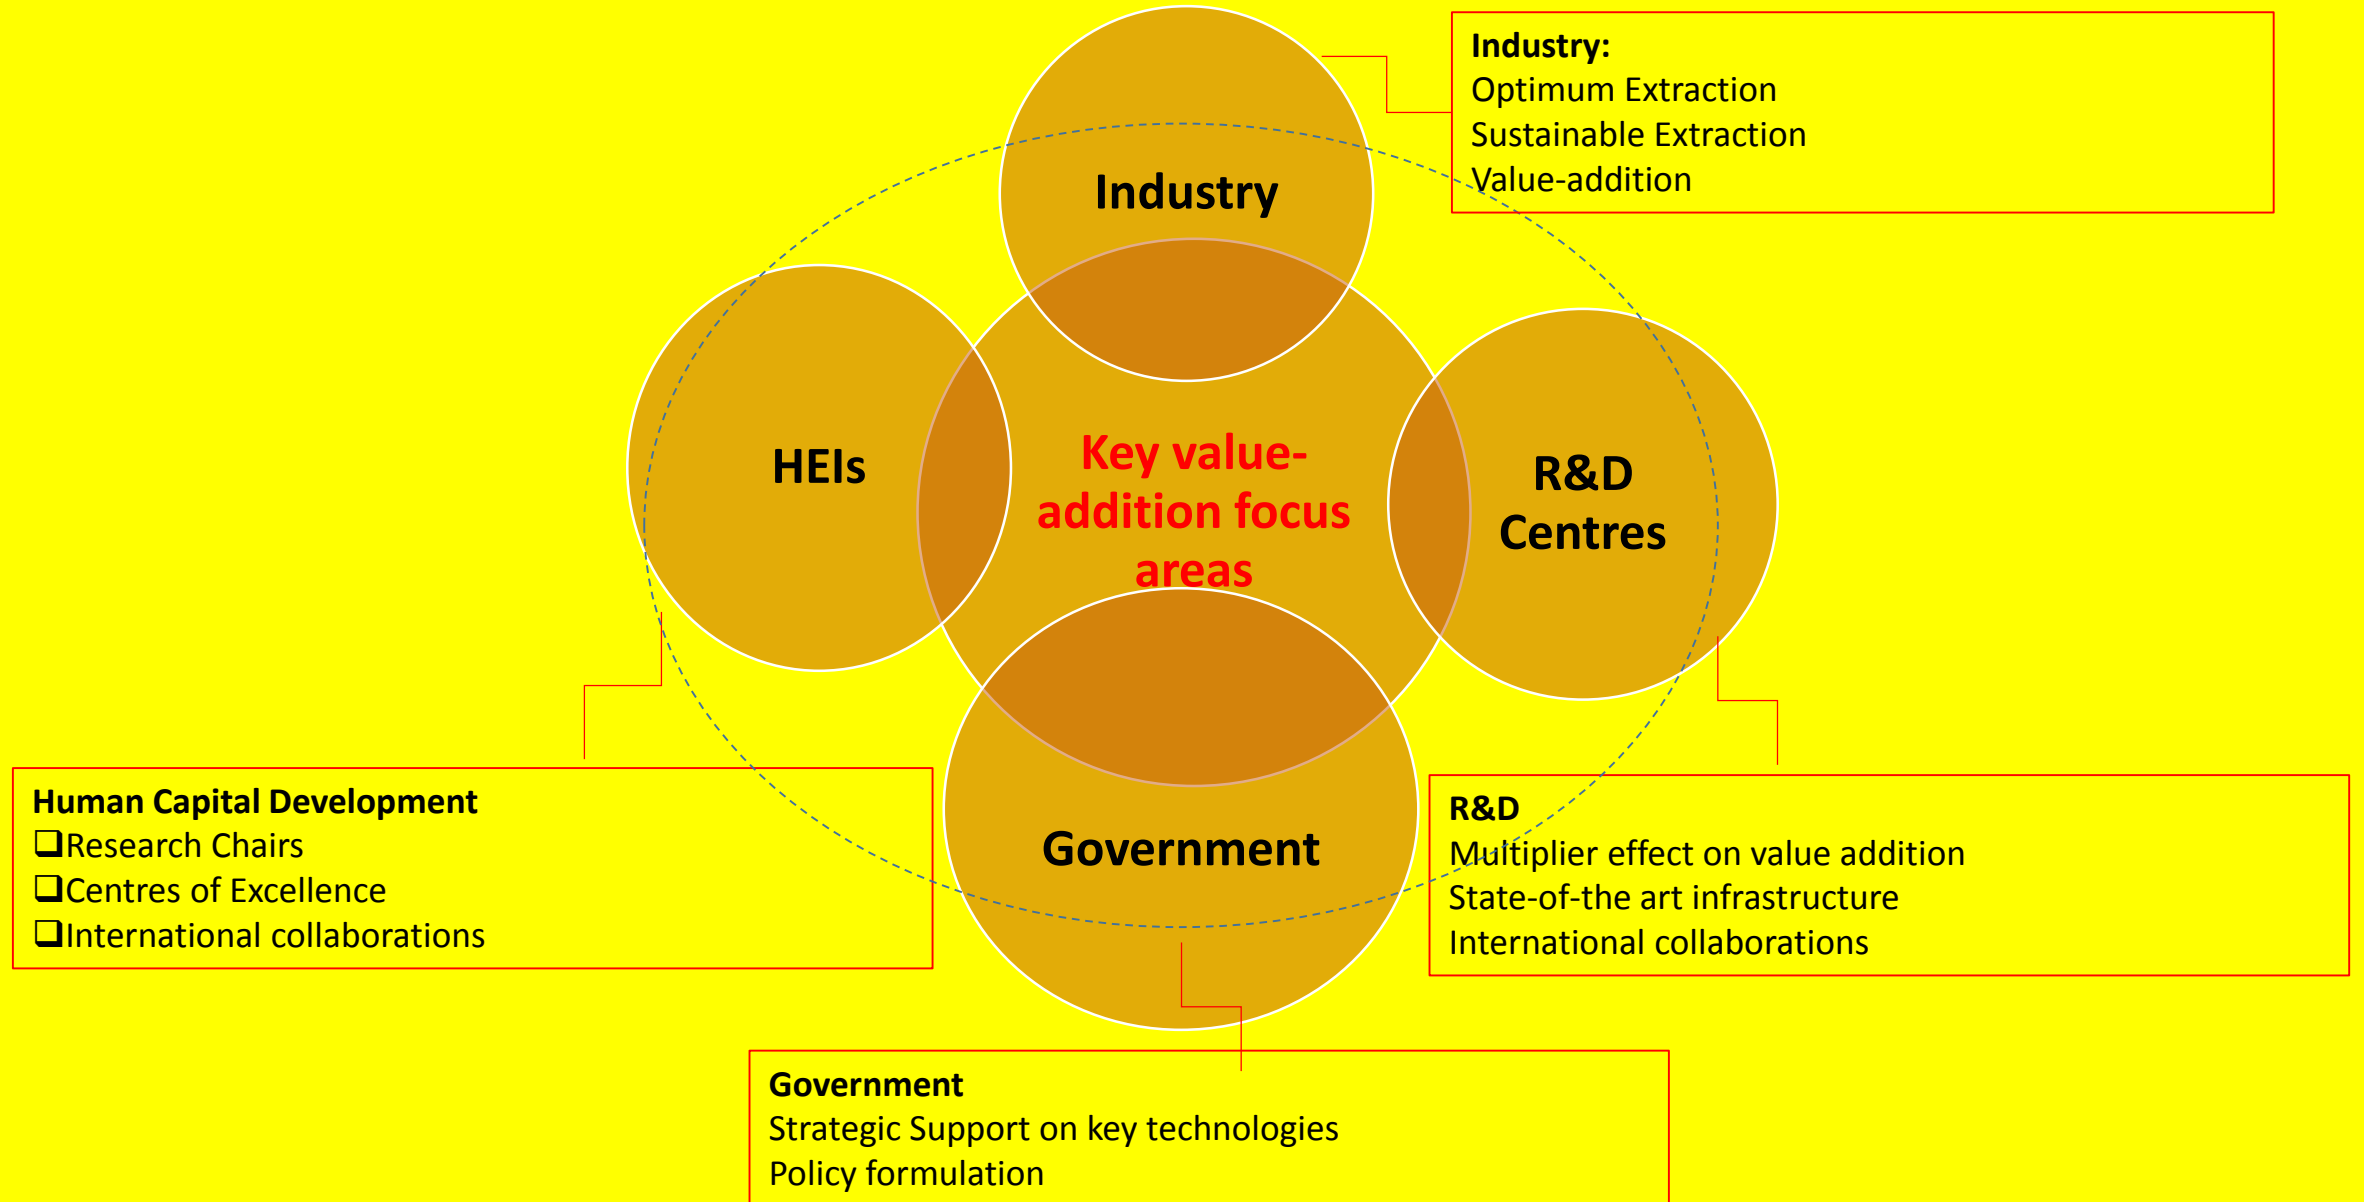 Industry:
Optimum Extraction
Sustainable Extraction
Value-addition
Industry
HEIs
Key value-
addition focus
areas
R&D
Centres
Government
Human Capital Development
❑Research Chairs
❑Centres of Excellence
❑International collaborations
R&D
Multiplier effect on value addition
State-of-the art infrastructure
International collaborations
Government
Strategic Support on key technologies
Policy formulation